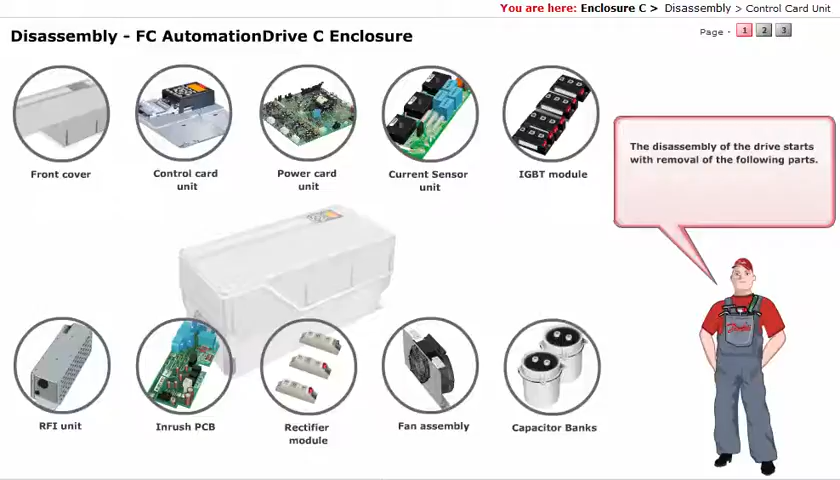 You are here: Enclosure C > Disassembly > Control Card Unit
Disassembly - FC AutomationDrive C Enclosure
Page - 1 2 3
Front cover
Control card
unit
Power card
unit
Current Sensor
unit
IGBT module
The disassembly of the drive starts
with removal of the following parts.
RFI unit
Inrush PCB
Rectifier
module
Fan assembly
Capacitor Banks
Danfoss